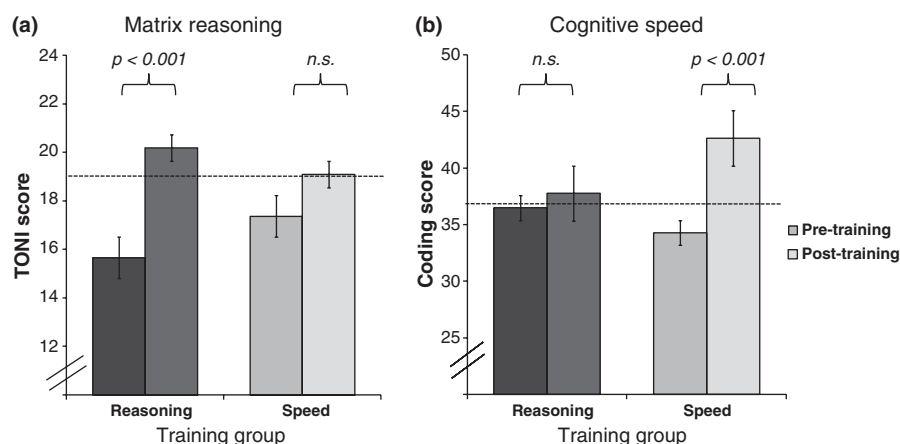 (a) Matrix reasoning
24
22
20
18
16
14
12
TONI score
p < 0.001
n.s.
Reasoning Speed
Training group
(b) Cognitive speed
50
45
40
35
30
25
Coding score
n.s.
p < 0.001
Reasoning Speed
Training group
Pre-training
Post-training